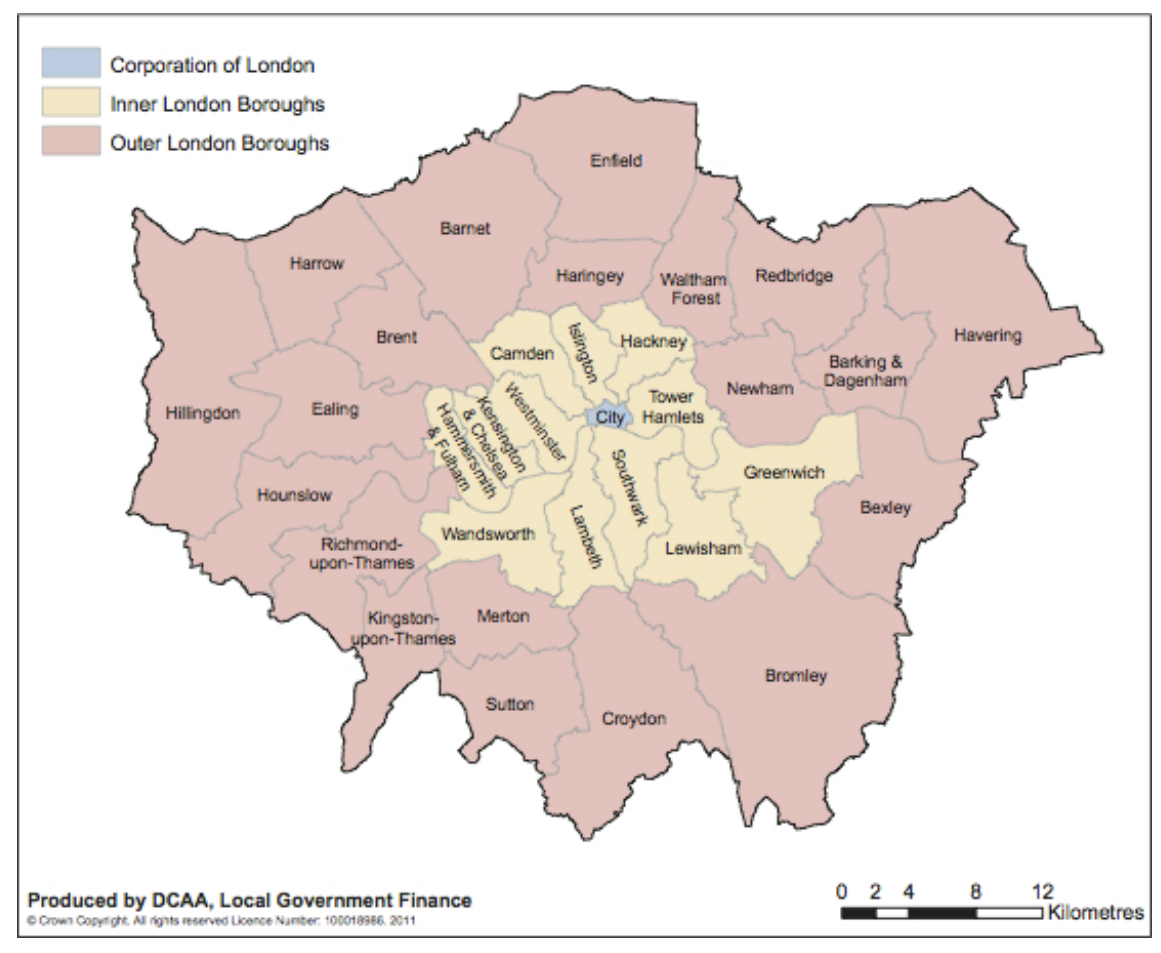 Corporation of London
Inner London Boroughs
Outer London Boroughs
Enfield
Barnet
Harrow
Haringey
Waltham
Forest
Redbridge
Havering
Brent
Camden
Islington
Hackney
Barking &
Dagenham
Newham
Hillingdon
Ealing
Hammersmith
& Fulham
Kensington
& Chelsea
Westminster
City
Tower
Hamlets
Hounslow
Greenwich
Bexley
Richmond-
upon-Thames
Wandsworth
Lambeth
Southwark
Lewisham
Kingston-
upon-Thames
Merton
Sutton
Croydon
Bromley
Produced by DCAA, Local Government Finance
© Crown Copyright. All rights reserved Licence Number: 100018986. 2011
0 2 4 8 12
Kilometres